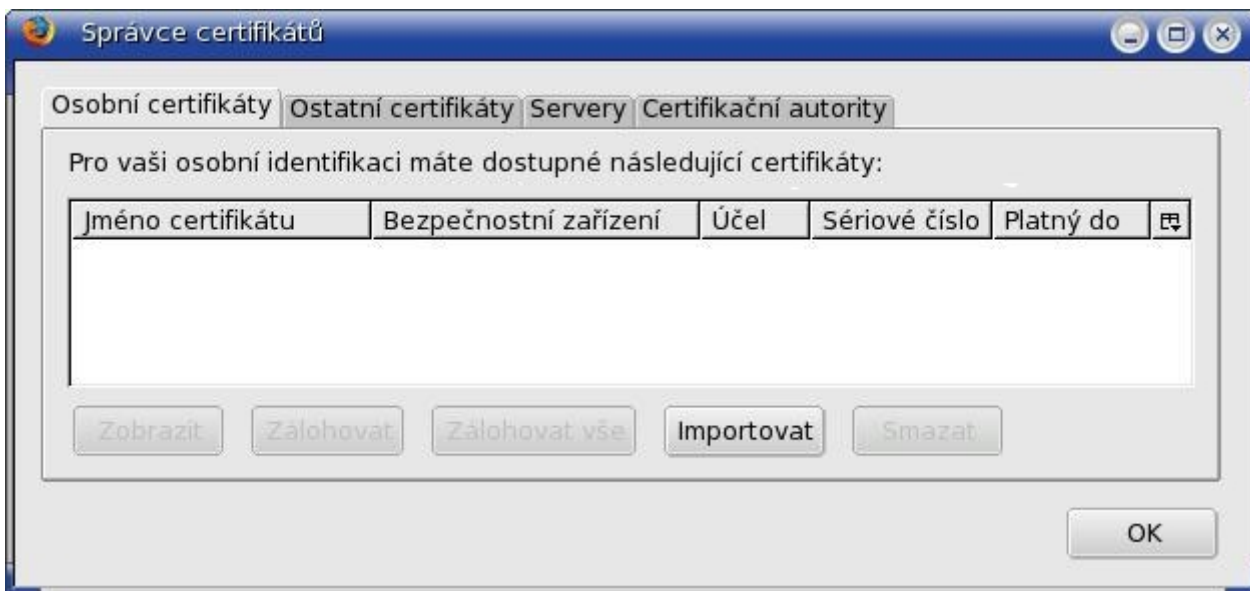 Správce certifikátů
Osobní certifikáty Ostatní certifikáty Servery Certifikační autority
Pro vaši osobní identifikaci máte dostupné následující certifikáty:
Jméno certifikátu Bezpečnostní zařízení Účel Sériové číslo Platný do
Zobrazit Zálohovat Zálohovat vše Importovat Smazat
OK